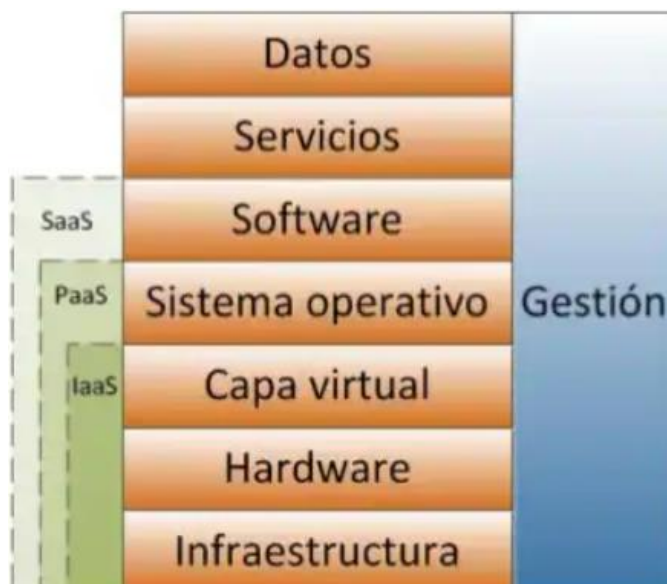 Datos
Servicios
SaaS
Software
PaaS
Sistema operativo
Gestión
IaaS
Capa virtual
Hardware
Infraestructura